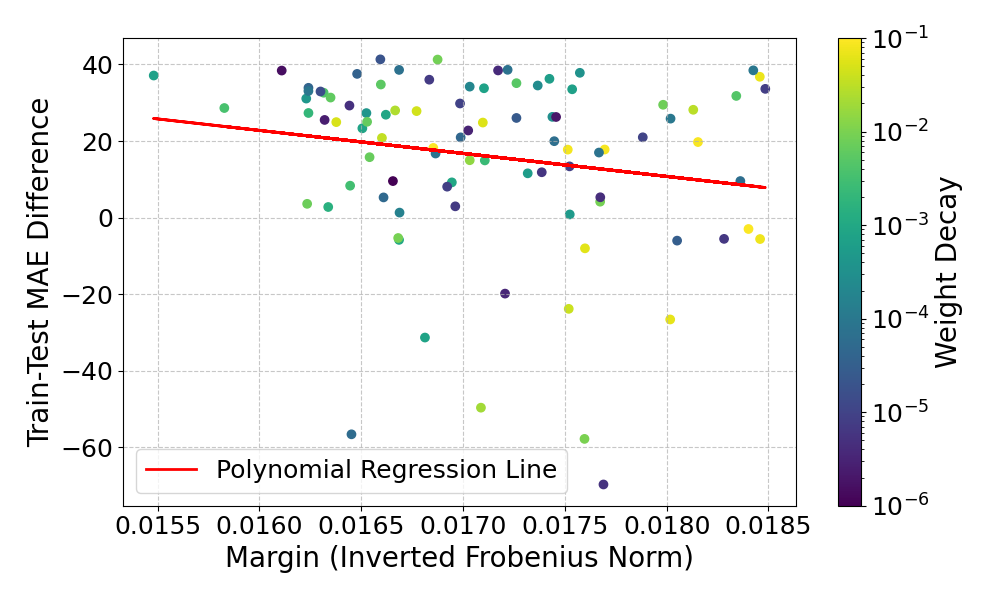 Train-Test MAE Difference
40
20
0
−20
−40
−60
Polynomial Regression Line
0.0155 0.0160 0.0165 0.0170 0.0175 0.0180 0.0185
Margin (Inverted Frobenius Norm)
10⁻¹
10⁻²
10⁻³
10⁻⁴
10⁻⁵
10⁻⁶
Weight Decay